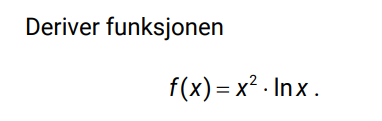 Deriver funksjonen
f(x) = x² · ln x .